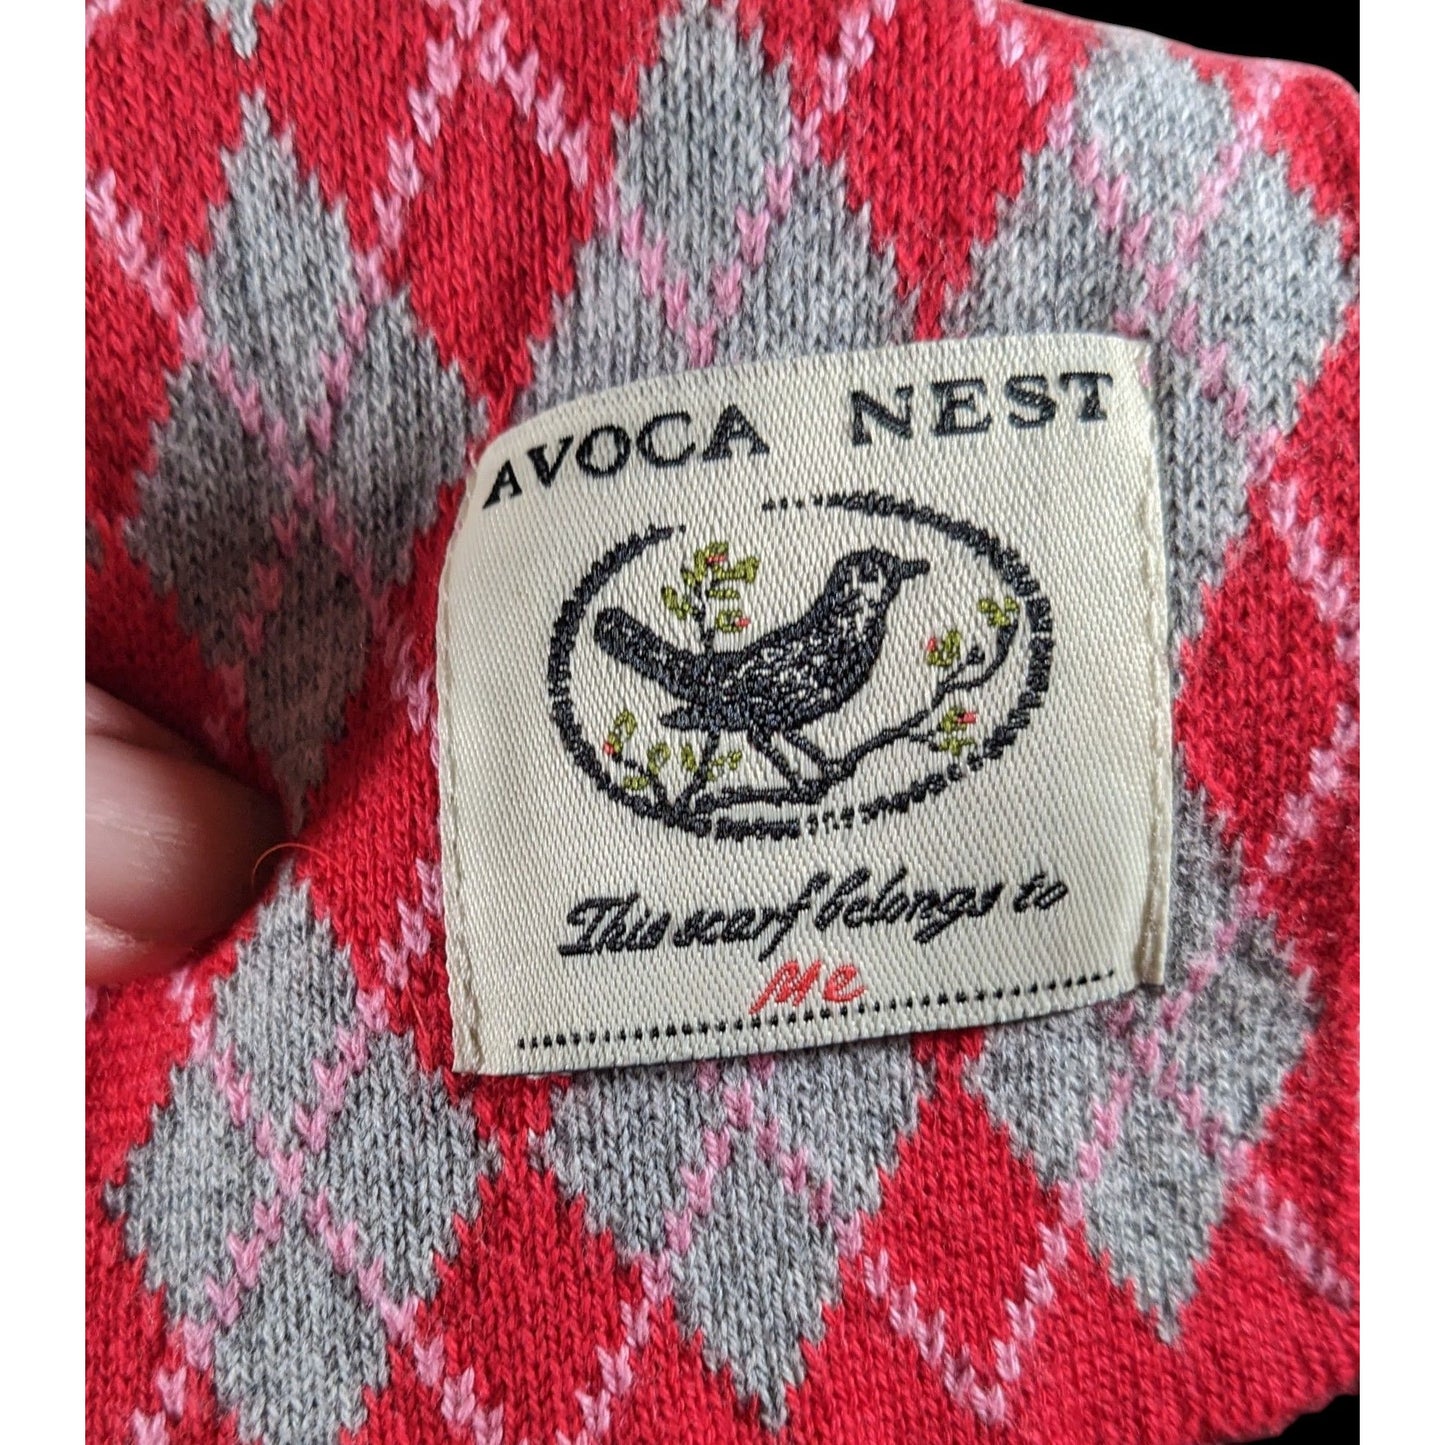 AVOCA NEST
This scarf belongs to
Me